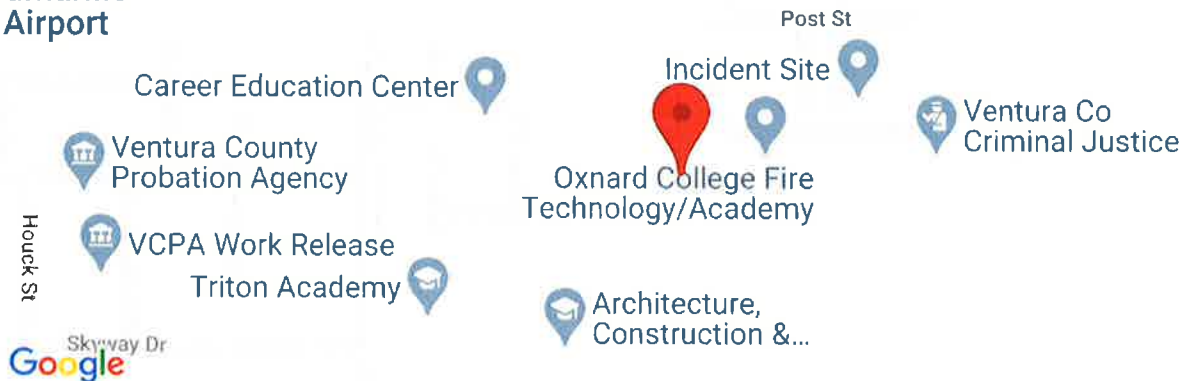 Airport
Post St
Career Education Center
Incident Site
Ventura Co
Criminal Justice
Ventura County
Probation Agency
Oxnard College Fire
Technology/Academy
Houck St
VCPA Work Release
Triton Academy
Architecture,
Construction &...
Skyway Dr
Google